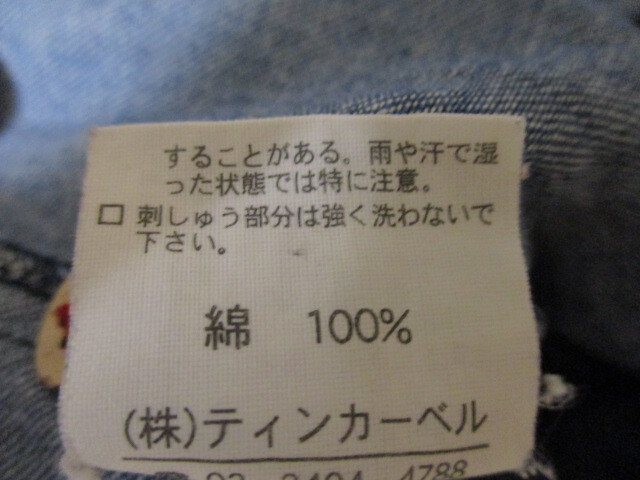 することがある。雨や汗で湿
った状態では特に注意。
□ 刺しゅう部分は強く洗わないで
下さい。
綿 100%
(株)ティンカーベル